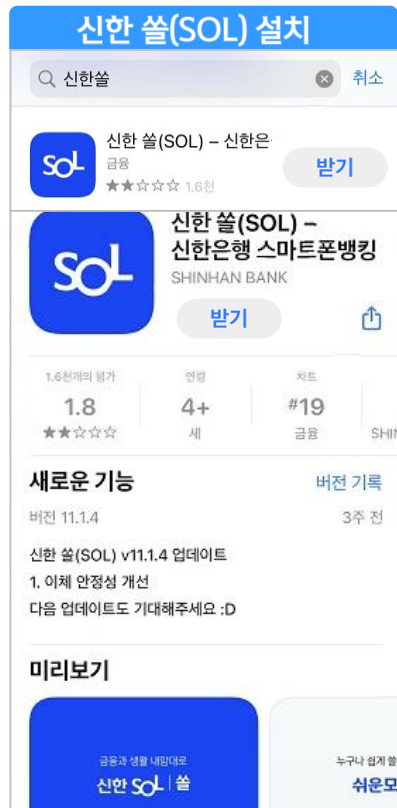 신한 쏠(SOL) 설치
신한쏠
취소
SOL
신한 쏠(SOL) – 신한은
금융
1.6천
받기
SOL
신한 쏠(SOL) –
신한은행 스마트폰뱅킹
SHINHAN BANK
받기
1.6천개의 평가
연령
차트
1.8
4+
#19
세
금융
SHIN
새로운 기능
버전 기록
버전 11.1.4
3주 전
신한 쏠(SOL) v11.1.4 업데이트
1. 이체 안정성 개선
다음 업데이트도 기대해주세요 :D
미리보기
금융과 생활 내맘대로
신한 SOL | 쏠
누구나 쉽게 쓸
쉬운모